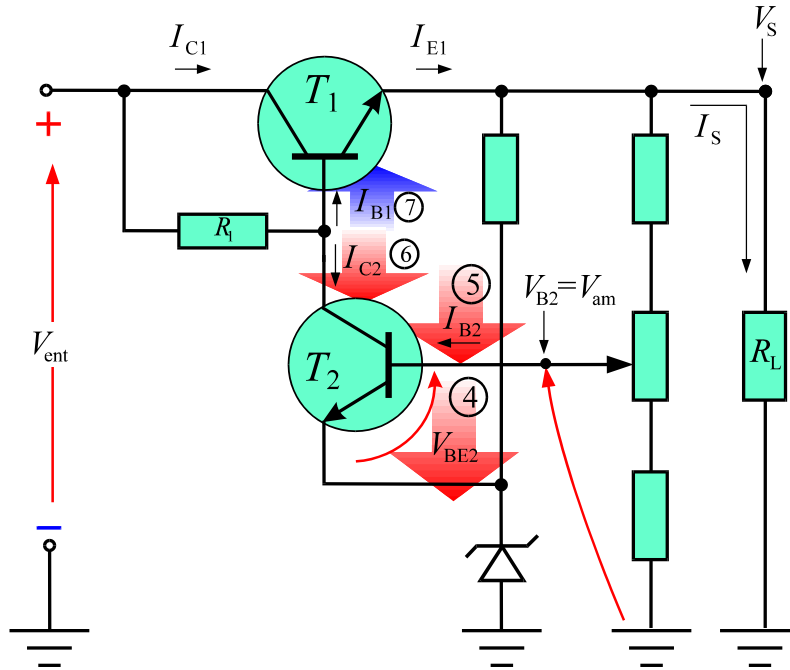 I_C1
I_E1
V_S
T_1
+
I_S
I_B1 ⑦
R_1
I_C2 ⑥
⑤
V_B2=V_am
I_B2
V_ent
T_2
R_L
④
V_BE2
−